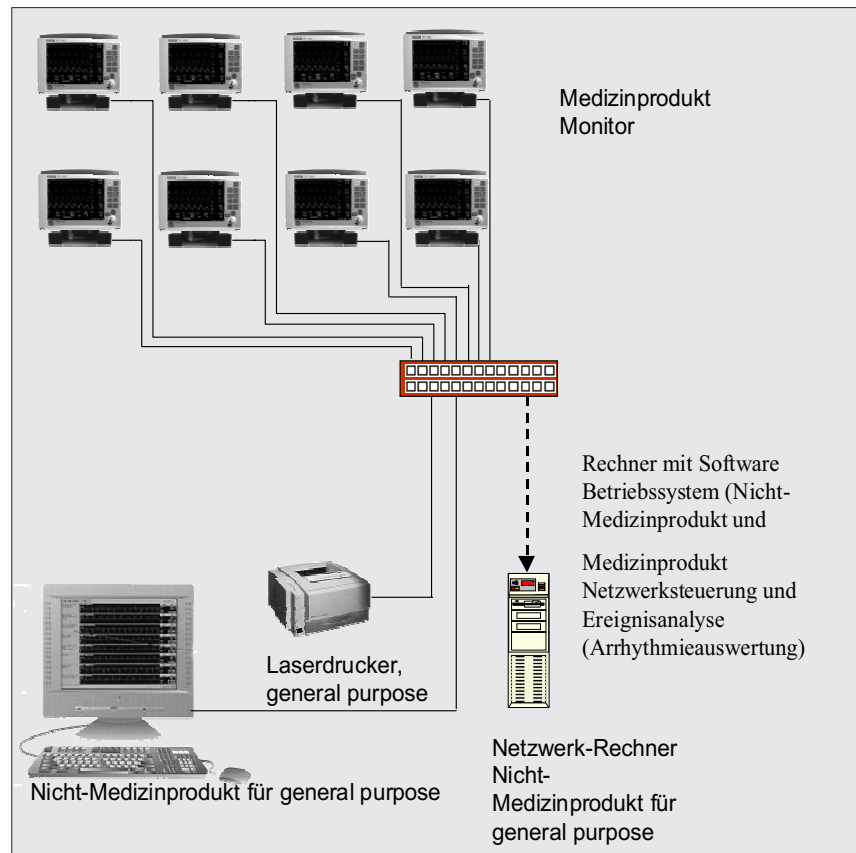 Medizinprodukt
Monitor
Rechner mit Software
Betriebssystem (Nicht-
Medizinprodukt und
Medizinprodukt
Netzwerksteuerung und
Ereignisanalyse
(Arrhythmieauswertung)
Laserdrucker,
general purpose
Nicht-Medizinprodukt für general purpose
Netzwerk-Rechner
Nicht-
Medizinprodukt für
general purpose